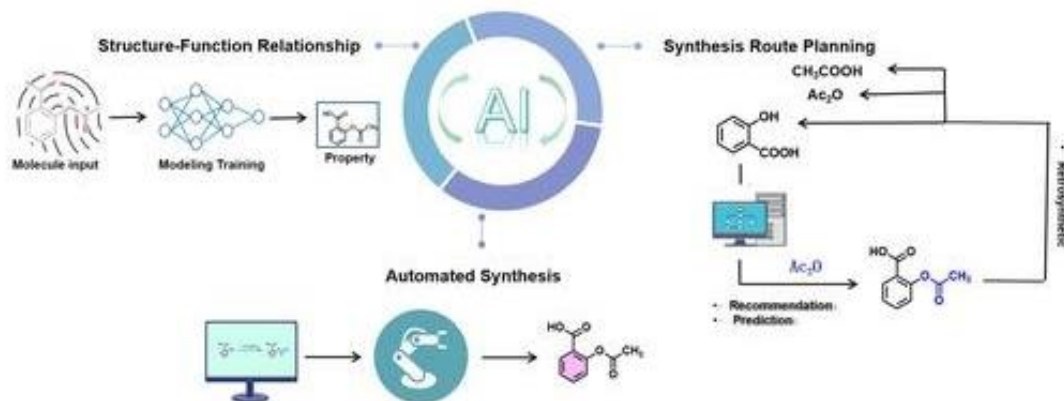 Structure-Function Relationship
Molecule input
Modeling Training
HO
Property
AI
Synthesis Route Planning
CH₃COOH
Ac₂O
OH
COOH
Retrosynthetic
Ac₂O
• Recommendation
• Prediction
HO
O
O
CH₃
O
Automated Synthesis
HO
O
O
CH₃
O